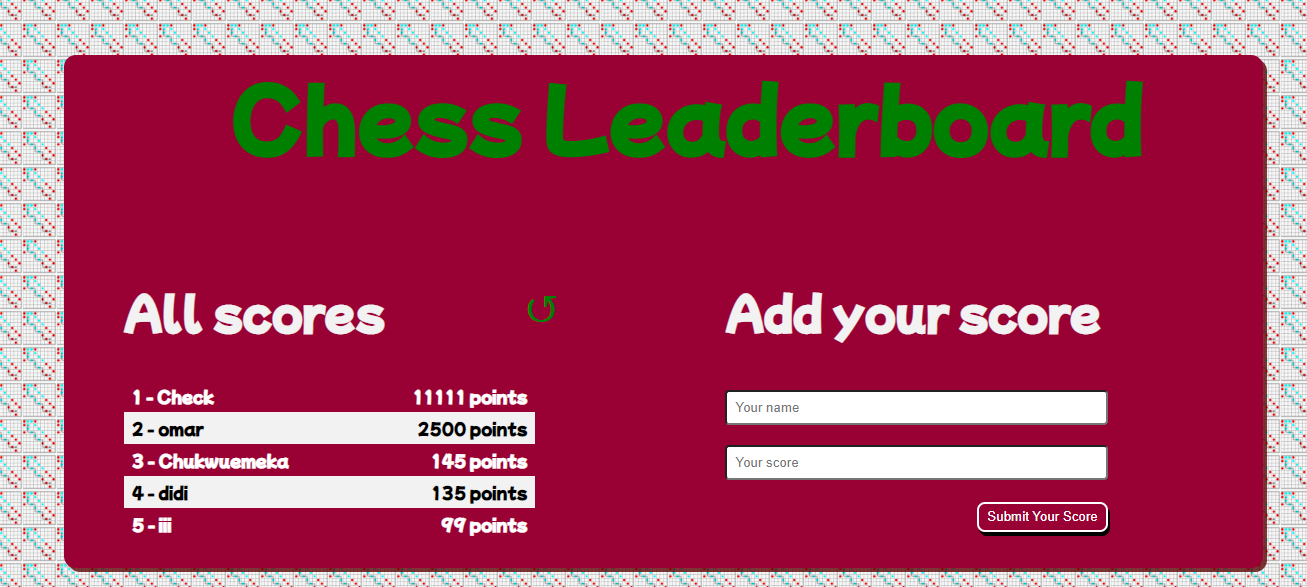 Chess Leaderboard
All scores
Add your score
1 - Check 11111 points
2 - omar 2500 points
3 - Chukwuemeka 145 points
4 - didi 135 points
5 - iii 99 points
Your name
Your score
Submit Your Score